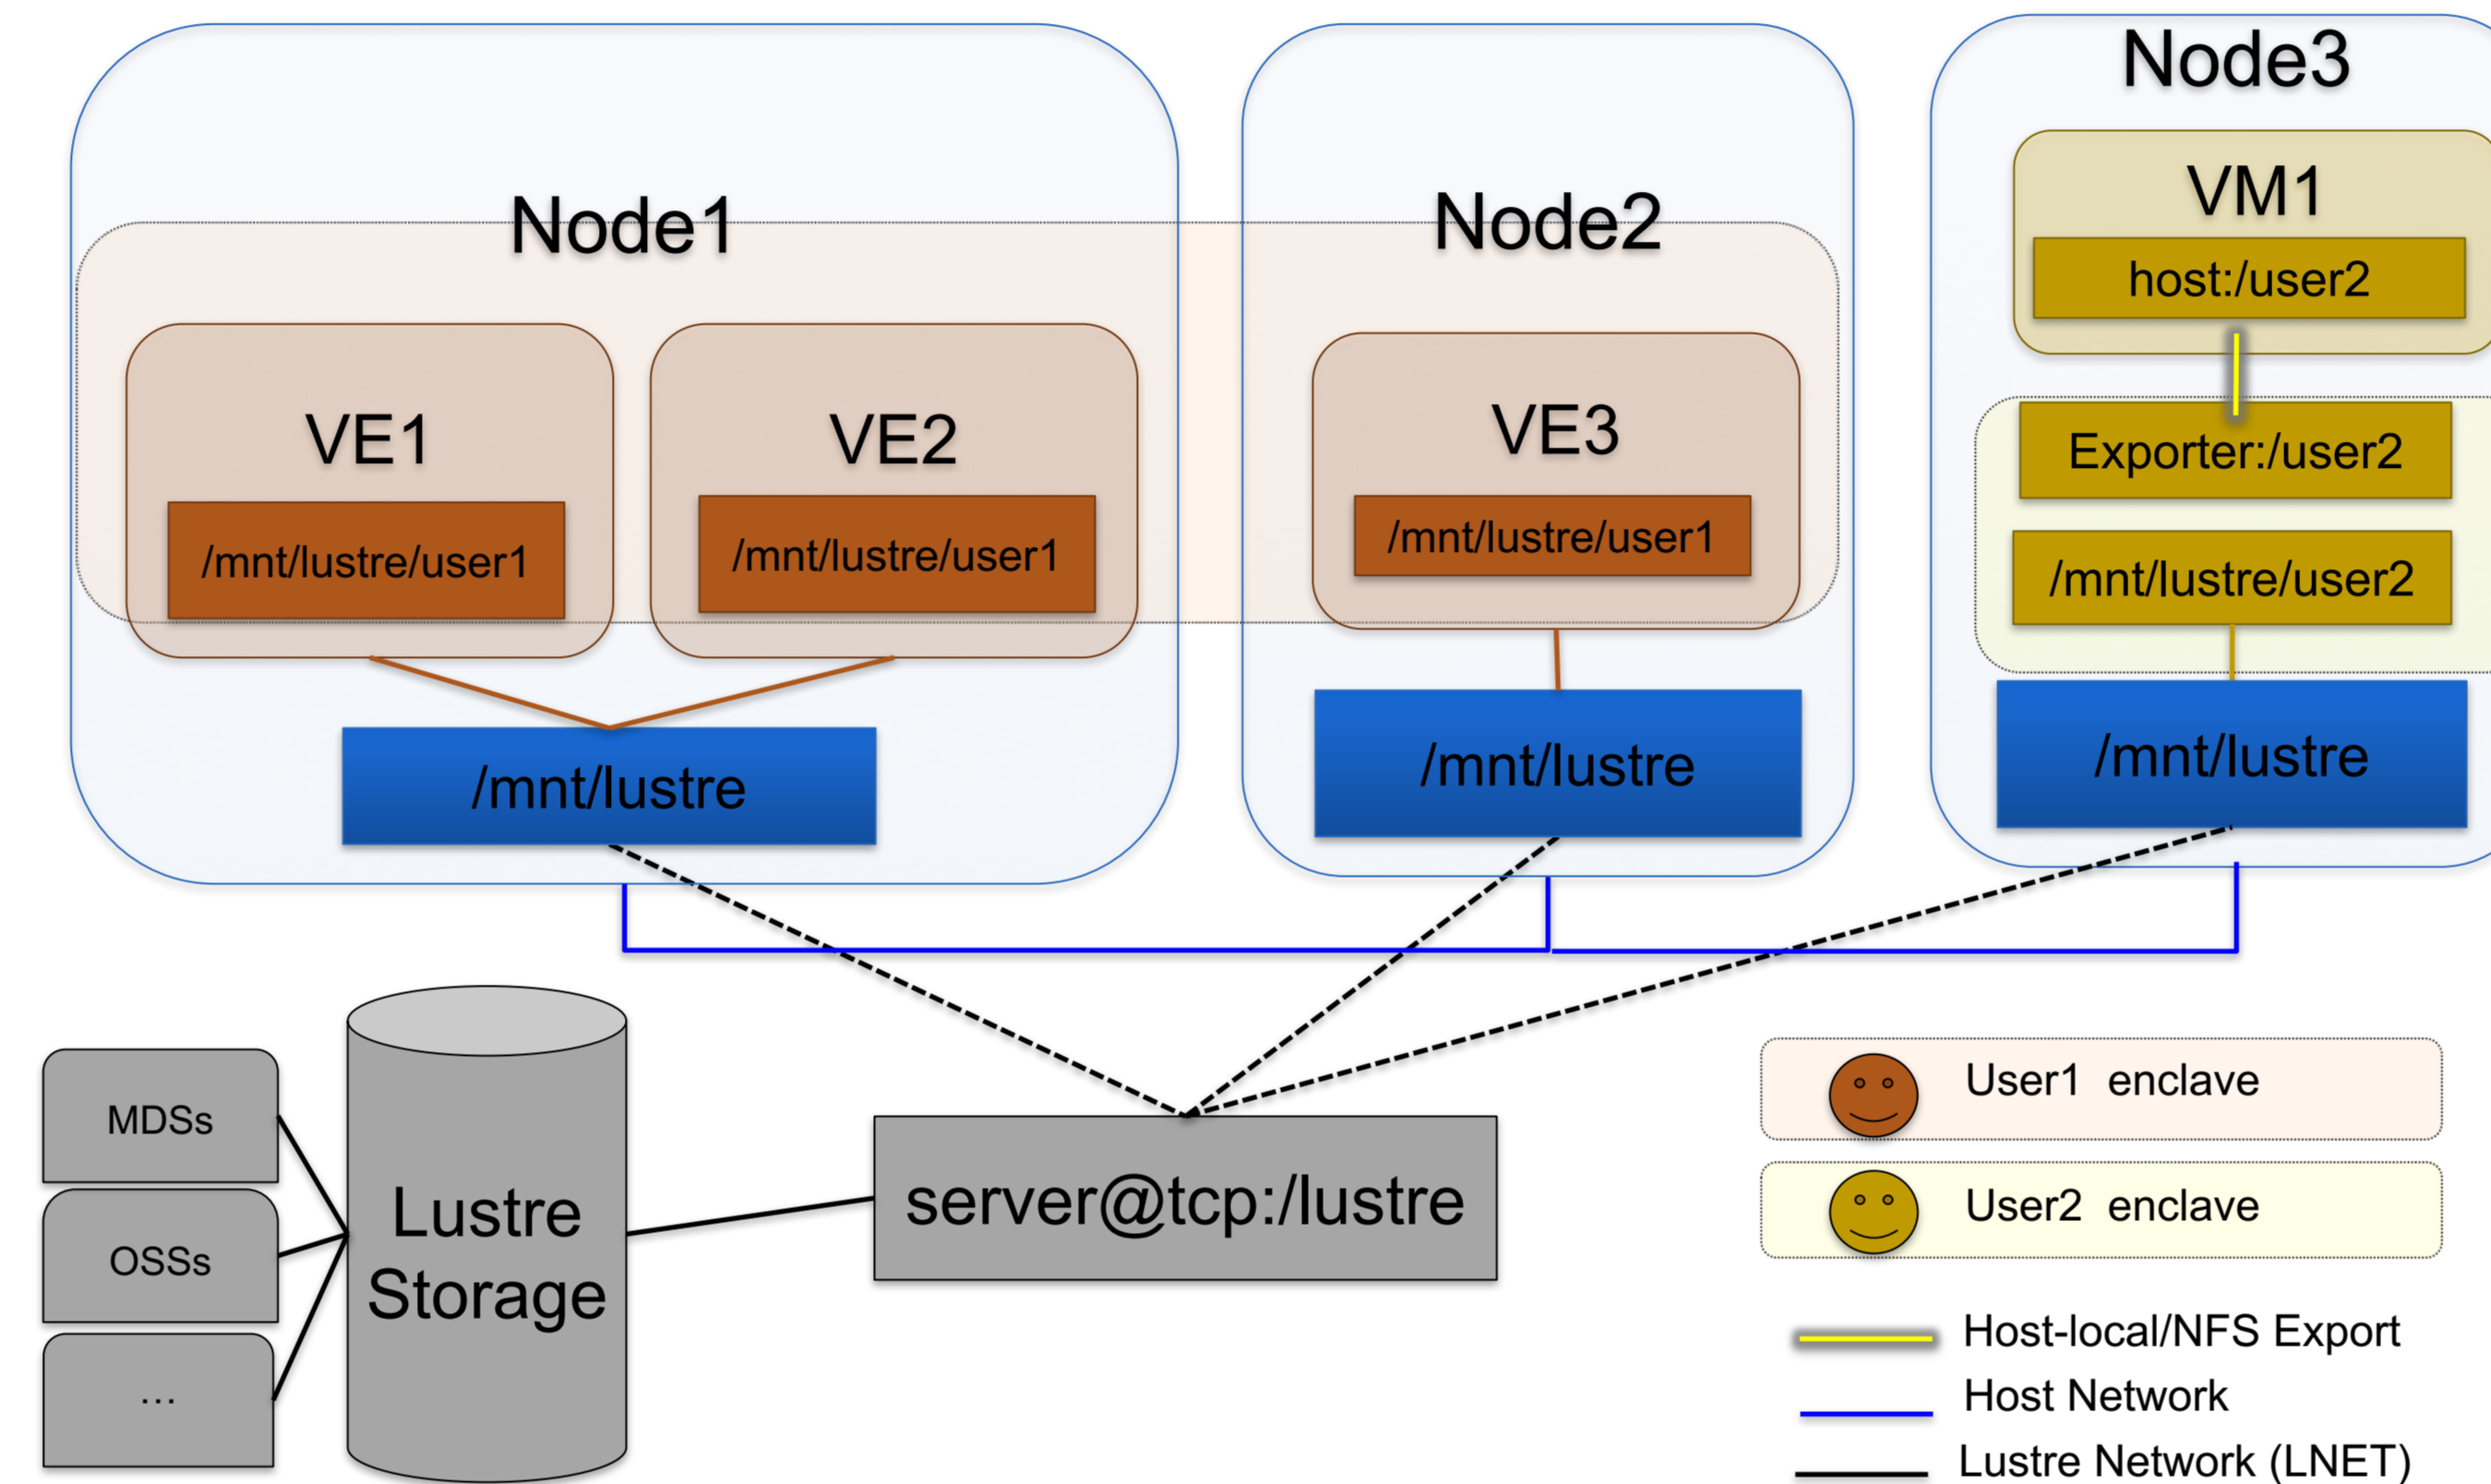 Node1
Node2
Node3
VM1
host:/user2
VE1
VE2
VE3
Exporter:/user2
/mnt/lustre/user1
/mnt/lustre/user1
/mnt/lustre/user1
/mnt/lustre/user2
/mnt/lustre
/mnt/lustre
/mnt/lustre
MDSs
OSSs
...
Lustre
Storage
server@tcp:/lustre
User1 enclave
User2 enclave
Host-local/NFS Export
Host Network
Lustre Network (LNET)